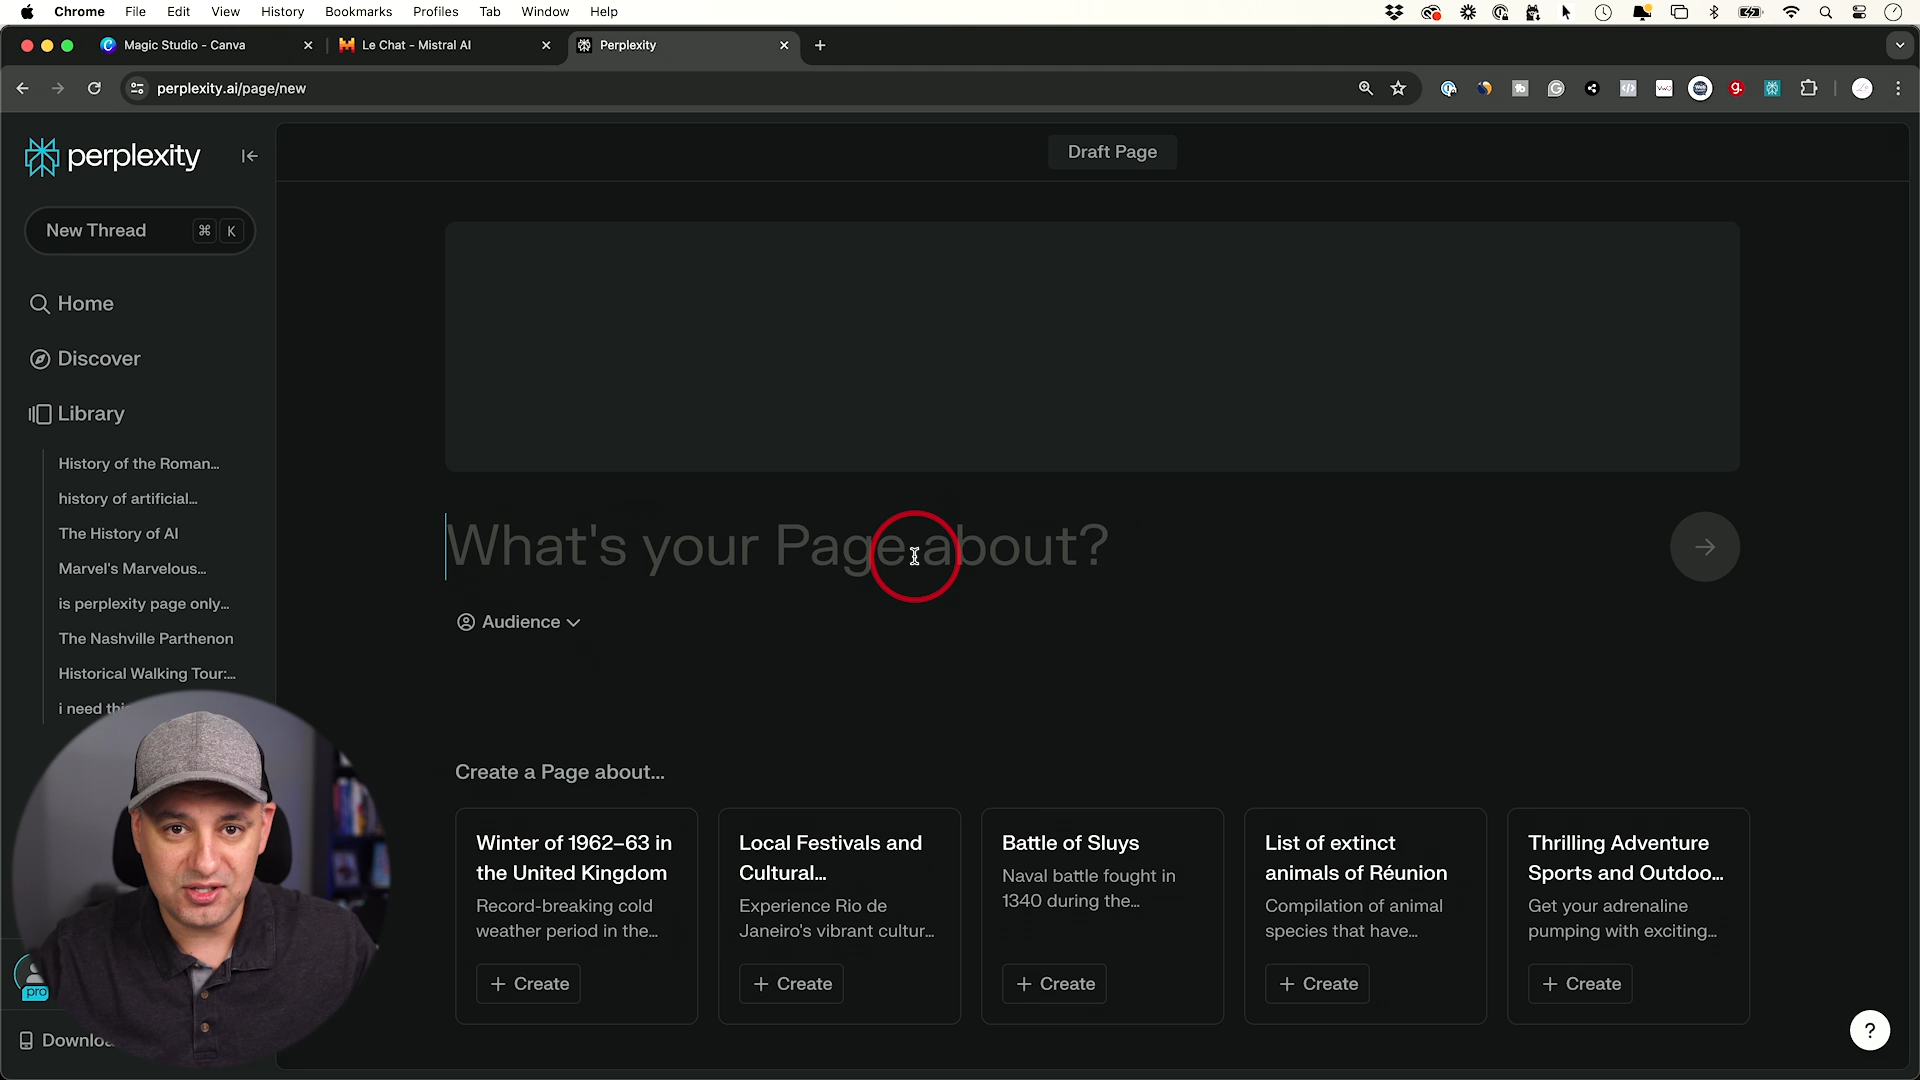 Chrome File Edit View History Bookmarks Profiles Tab Window Help
Magic Studio - Canva
Le Chat - Mistral AI
Perplexity
perplexity.ai/page/new
perplexity
Draft Page
New Thread ⌘ K
Home
Discover
Library
History of the Roman...
history of artificial...
The History of AI
Marvel's Marvelous...
is perplexity page only...
The Nashville Parthenon
Historical Walking Tour:...
i need
pro
What's your Page about?
Audience
Create a Page about...
Winter of 1962–63 in
the United Kingdom
Record-breaking cold
weather period in the...
+ Create
Local Festivals and
Cultural...
Experience Rio de
Janeiro's vibrant cultur...
+ Create
Battle of Sluys
Naval battle fought in
1340 during the...
+ Create
List of extinct
animals of Réunion
Compilation of animal
species that have...
+ Create
Thrilling Adventure
Sports and Outdoo...
Get your adrenaline
pumping with exciting...
+ Create
?